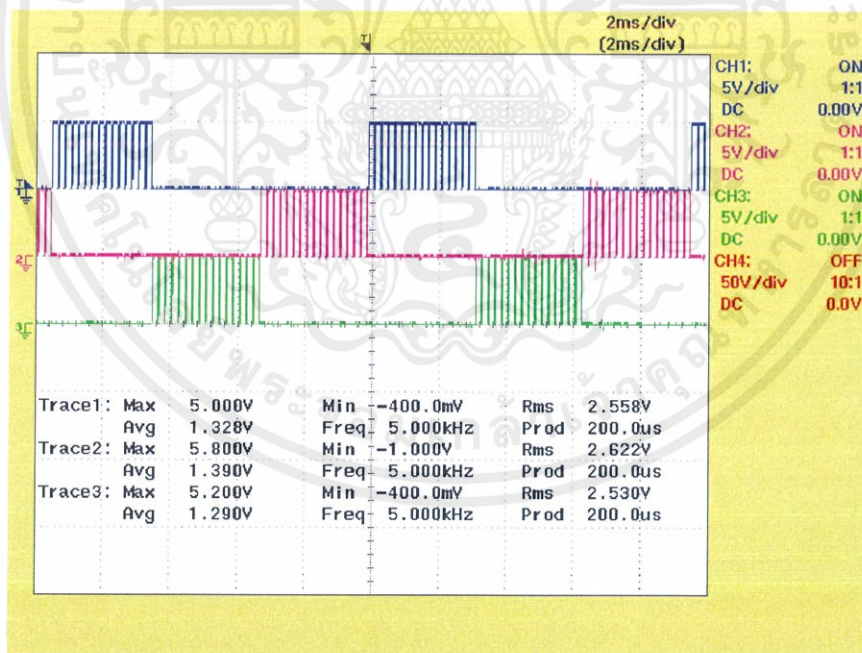 2ms/div
(2ms/div)
T
CH1: ON
5V/div 1:1
DC 0.00V
CH2: ON
5V/div 1:1
DC 0.00V
CH3: ON
5V/div 1:1
DC 0.00V
CH4: OFF
50V/div 10:1
DC 0.0V
T
2
3
Trace1: Max 5.000V Min -400.0mV Rms 2.558V
Avg 1.328V Freq 5.000kHz Prod 200.0us
Trace2: Max 5.800V Min -1.000V Rms 2.622V
Avg 1.390V Freq 5.000kHz Prod 200.0us
Trace3: Max 5.200V Min -400.0mV Rms 2.530V
Avg 1.290V Freq 5.000kHz Prod 200.0us